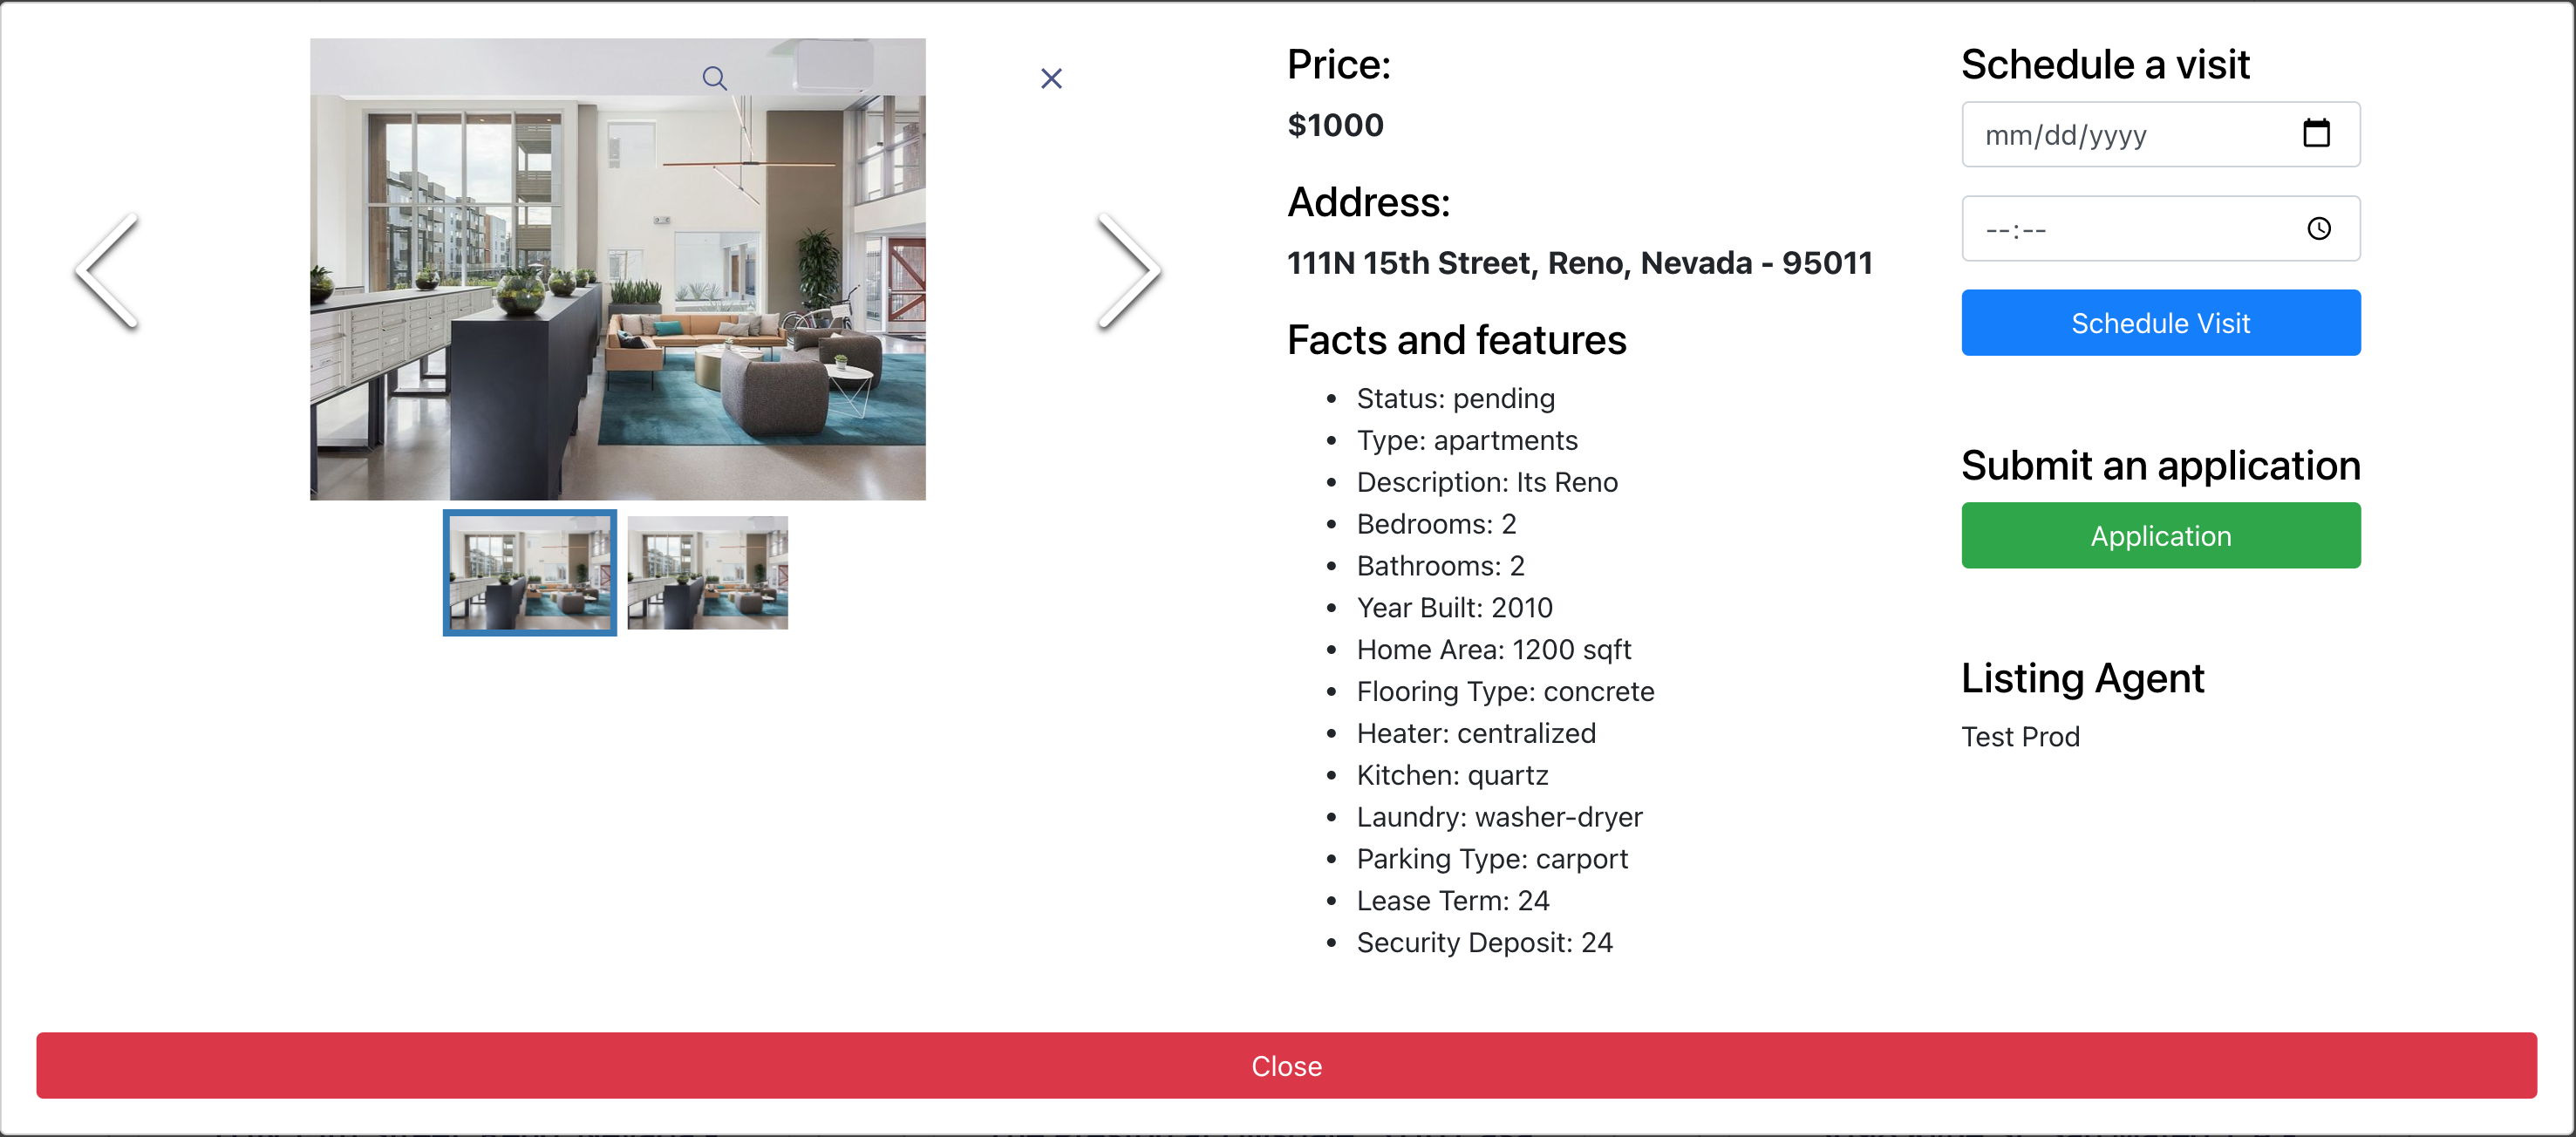 Price:
$1000
Address:
111N 15th Street, Reno, Nevada - 95011
Facts and features
Status: pending
Type: apartments
Description: Its Reno
Bedrooms: 2
Bathrooms: 2
Year Built: 2010
Home Area: 1200 sqft
Flooring Type: concrete
Heater: centralized
Kitchen: quartz
Laundry: washer-dryer
Parking Type: carport
Lease Term: 24
Security Deposit: 24
Schedule a visit
mm/dd/yyyy
--:--
Schedule Visit
Submit an application
Application
Listing Agent
Test Prod
Close